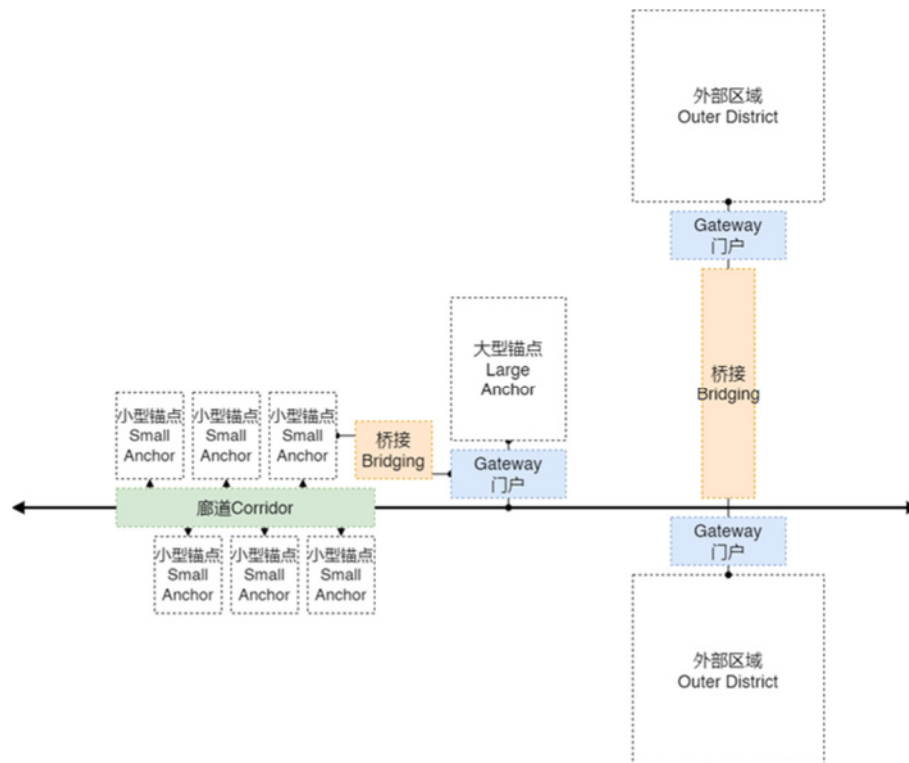 外部区域
Outer District
Gateway
门户
桥接
Bridging
大型锚点
Large
Anchor
Gateway
门户
小型锚点
Small
Anchor
小型锚点
Small
Anchor
小型锚点
Small
Anchor
桥接
Bridging
廊道Corridor
小型锚点
Small
Anchor
小型锚点
Small
Anchor
小型锚点
Small
Anchor
Gateway
门户
外部区域
Outer District